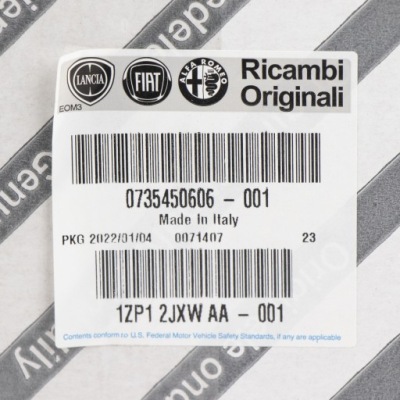 LANCIA FIAT ALFA ROMEO Ricambi
Originali
EOM3
0735450606 - 001
Made In Italy
PKG 2022/01/04 0071407 23
1ZP1 2JXW AA - 001
Contents conform to U.S. Federal Motor Vehicle Safety Standards, if any are applicable